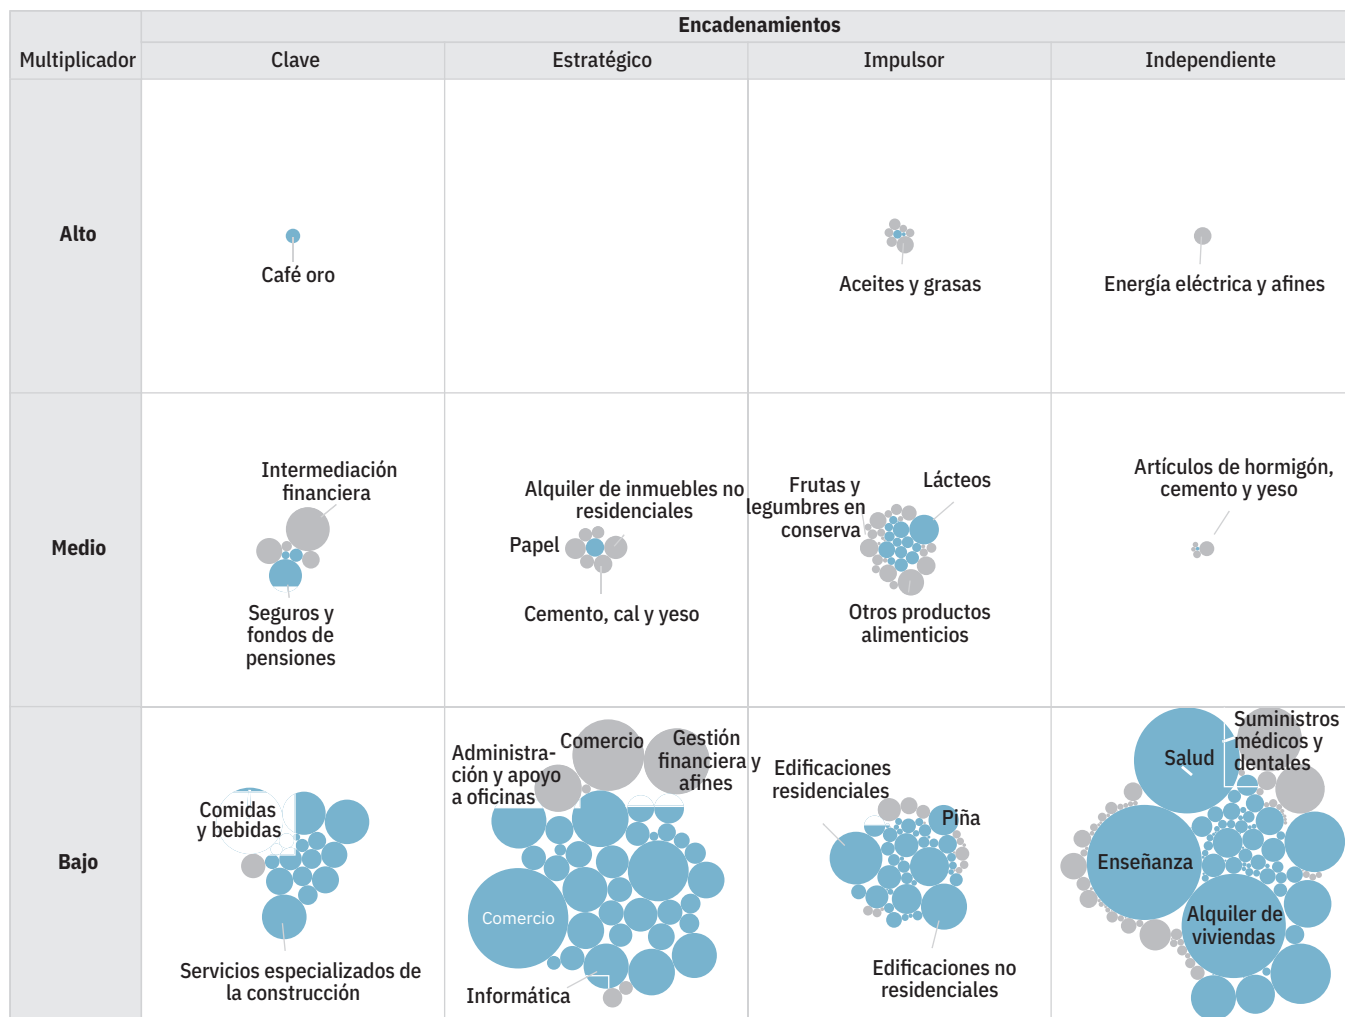 Encadenamientos
Multiplicador
Clave
Estratégico
Impulsor
Independiente
Alto
Café oro
Aceites y grasas
Energía eléctrica y afines
Medio
Intermediación
financiera
Seguros y
fondos de
pensiones
Alquiler de inmuebles no
residenciales
Papel
Cemento, cal y yeso
Frutas y
legumbres en
conserva
Lácteos
Otros productos
alimenticios
Artículos de hormigón,
cemento y yeso
Bajo
Comidas
y bebidas
Servicios especializados de
la construcción
Administra-
ción y apoyo
a oficinas
Comercio
Gestión
financiera y
afines
Comercio
Informática
Edificaciones
residenciales
Piña
Edificaciones no
residenciales
Salud
Suministros
médicos y
dentales
Enseñanza
Alquiler de
viviendas